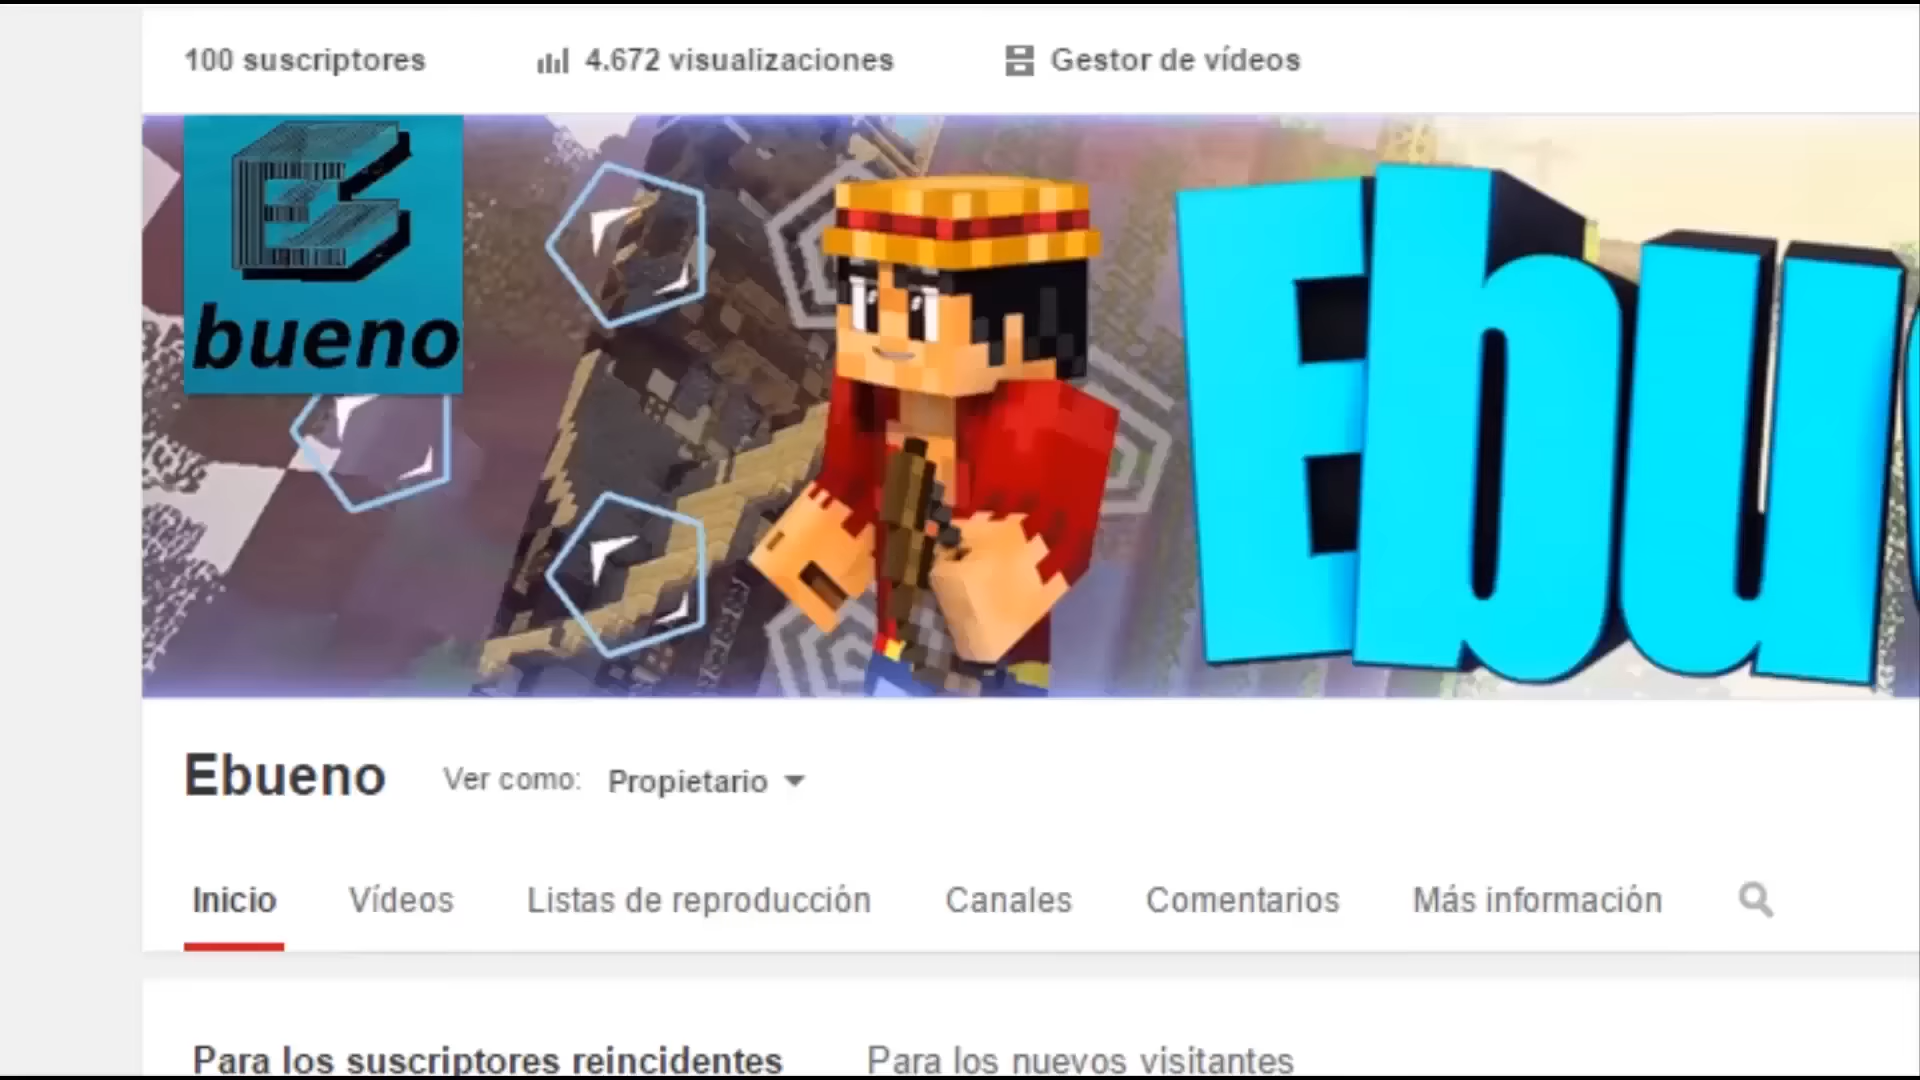 100 suscriptores 4.672 visualizaciones Gestor de vídeos
E
bueno
Ebu
Ebueno Ver como: Propietario
Inicio Vídeos Listas de reproducción Canales Comentarios Más información
Para los suscriptores reincidentes Para los nuevos visitantes